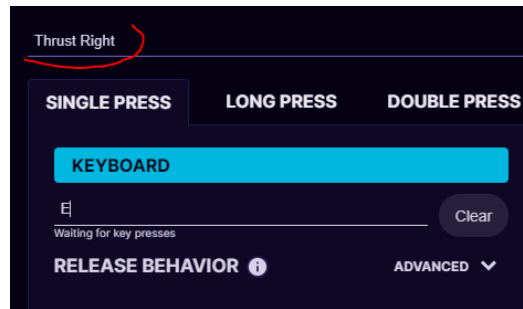 Thrust Right
SINGLE PRESS LONG PRESS DOUBLE PRESS
KEYBOARD
E
Clear
Waiting for key presses
RELEASE BEHAVIOR i ADVANCED